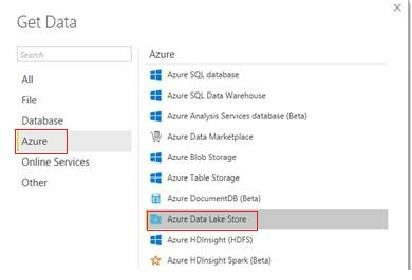 X
Get Data
Search
All
File
Database
Azure
Online Services
Other
Azure
Azure SQL database
Azure SQL Data Warehouse
Azure Analysis Services database (Beta)
Azure Data Marketplace
Azure Blob Storage
Azure Table Storage
Azure DocumentDB (Beta)
Azure Data Lake Store
Azure HDInsight (HDFS)
Azure HDInsight Spark (Beta)